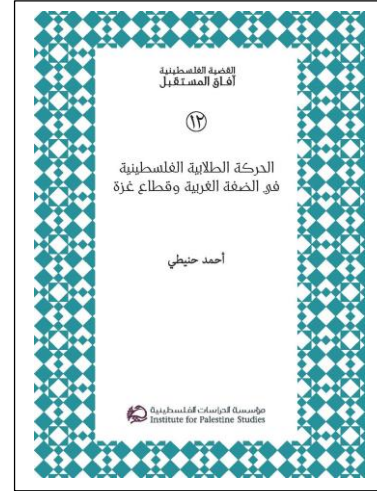 القضية الفلسطينية
آفاق المستقبل
١٢
الحركة الطلابية الفلسطينية
في الضفة الغربية وقطاع غزة
أحمد حنيطي
مؤسسة الدراسات الفلسطينية
Institute for Palestine Studies